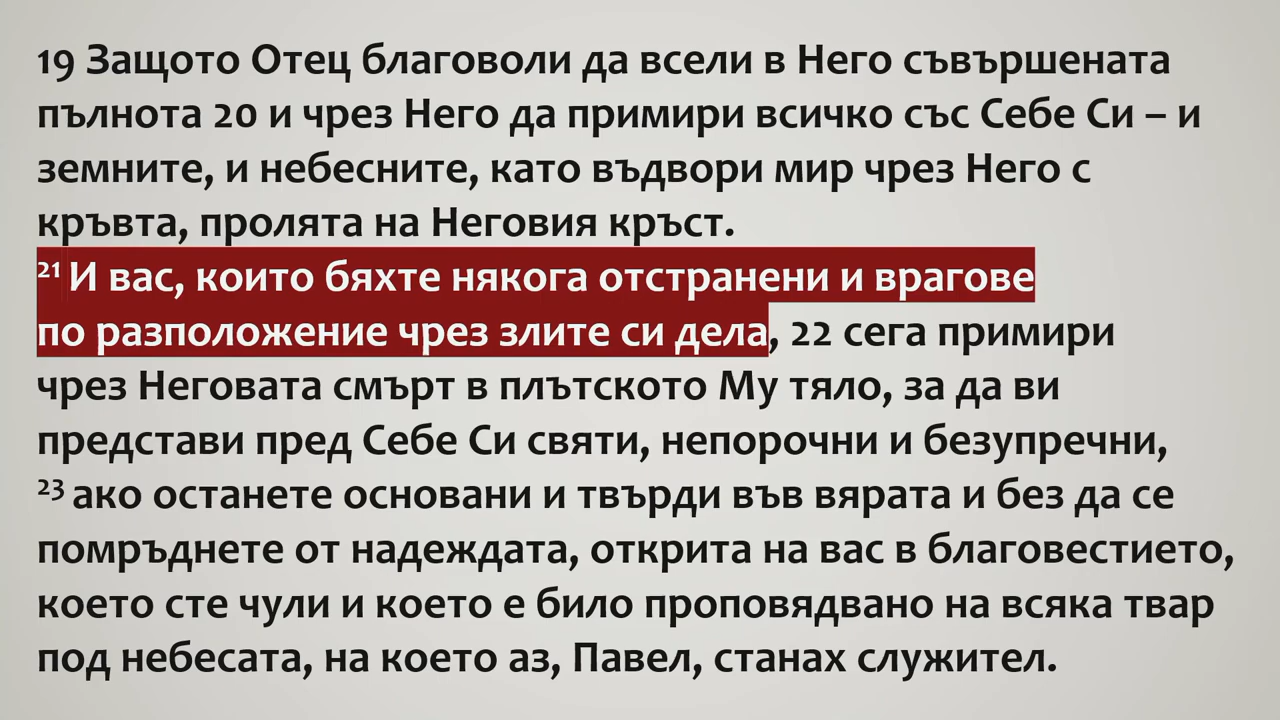 19 Защото Отец благоволи да всели в Него съвършената
пълнота 20 и чрез Него да примири всичко със Себе Си – и
земните, и небесните, като въдвори мир чрез Него с
кръвта, пролята на Неговия кръст.
21 И вас, които бяхте някога отстранени и врагове
по разположение чрез злите си дела, 22 сега примири
чрез Неговата смърт в плътското Му тяло, за да ви
представи пред Себе Си святи, непорочни и безупречни,
23 ако останете основани и твърди във вярата и без да се
помръднете от надеждата, открита на вас в благовестието,
което сте чули и което е било проповядвано на всяка твар
под небесата, на което аз, Павел, станах служител.